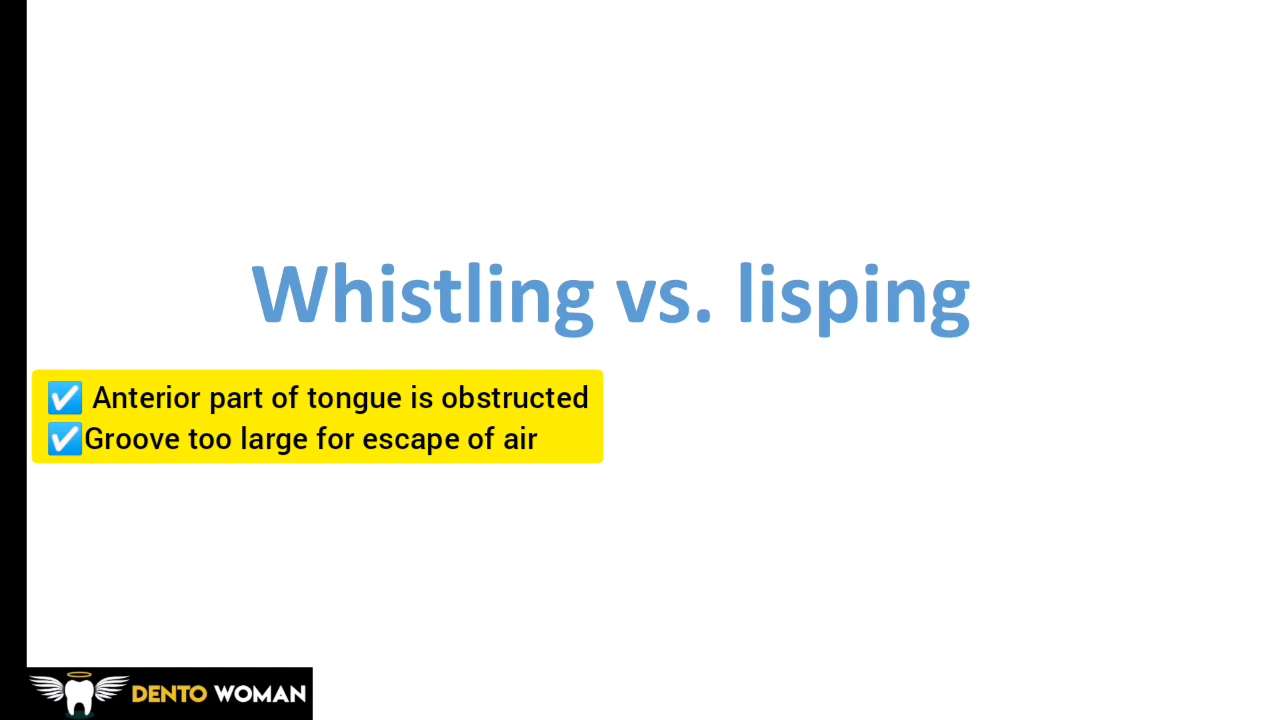 Whistling vs. lisping
✅ Anterior part of tongue is obstructed
✅Groove too large for escape of air
DENTO WOMAN